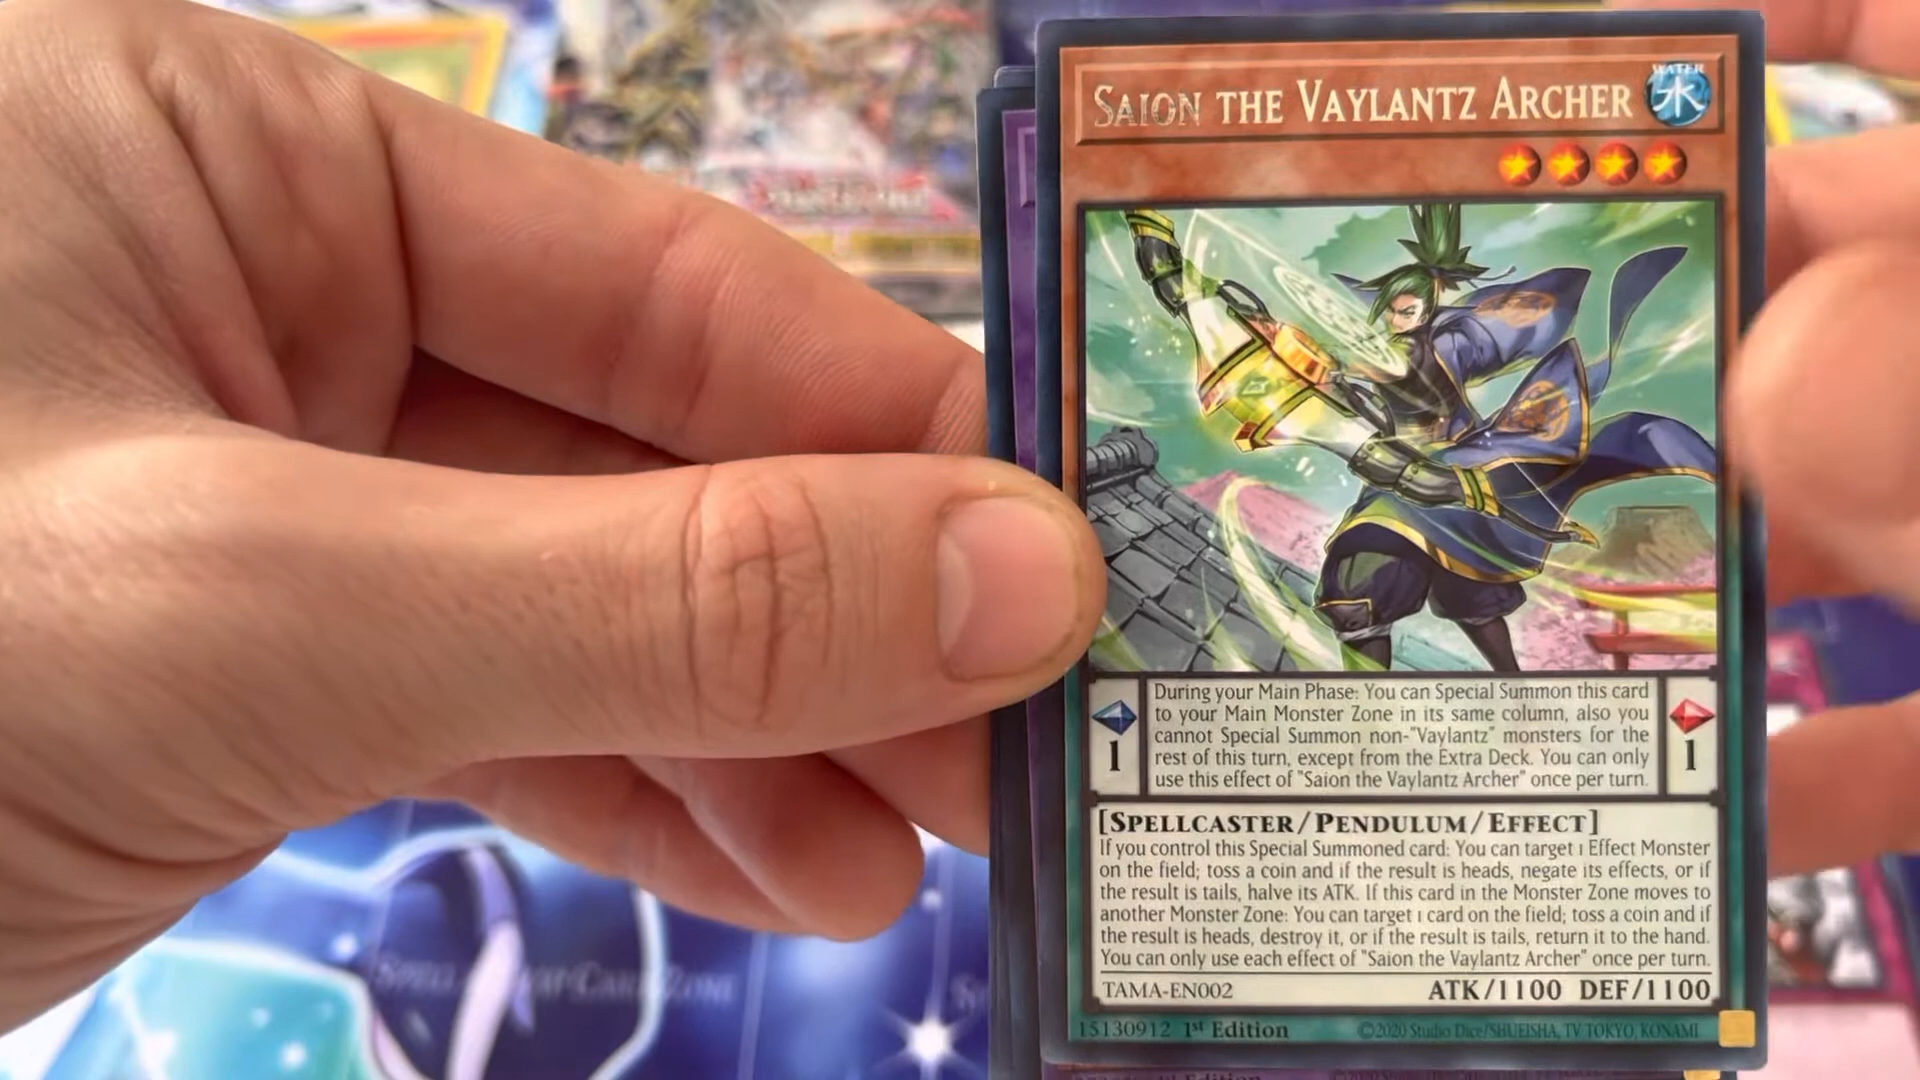 SAION THE VAYLANTZ ARCHER
WATER
水
During your Main Phase: You can Special Summon this card
to your Main Monster Zone in its same column, also you
cannot Special Summon non-"Vaylantz" monsters for the
rest of this turn, except from the Extra Deck. You can only
use this effect of "Saion the Vaylantz Archer" once per turn.
1
1
[SPELLCASTER/PENDULUM/EFFECT]
If you control this Special Summoned card: You can target 1 Effect Monster
on the field; toss a coin and if the result is heads, negate its effects, or if
the result is tails, halve its ATK. If this card in the Monster Zone moves to
another Monster Zone: You can target 1 card on the field; toss a coin and if
the result is heads, destroy it, or if the result is tails, return it to the hand.
You can only use each effect of "Saion the Vaylantz Archer" once per turn.
TAMA-EN002
ATK/1100 DEF/1100
15130912 1st Edition
©2020 Studio Dice/SHUEISHA, TV TOKYO, KONAMI
SPELL
CARD ZONE